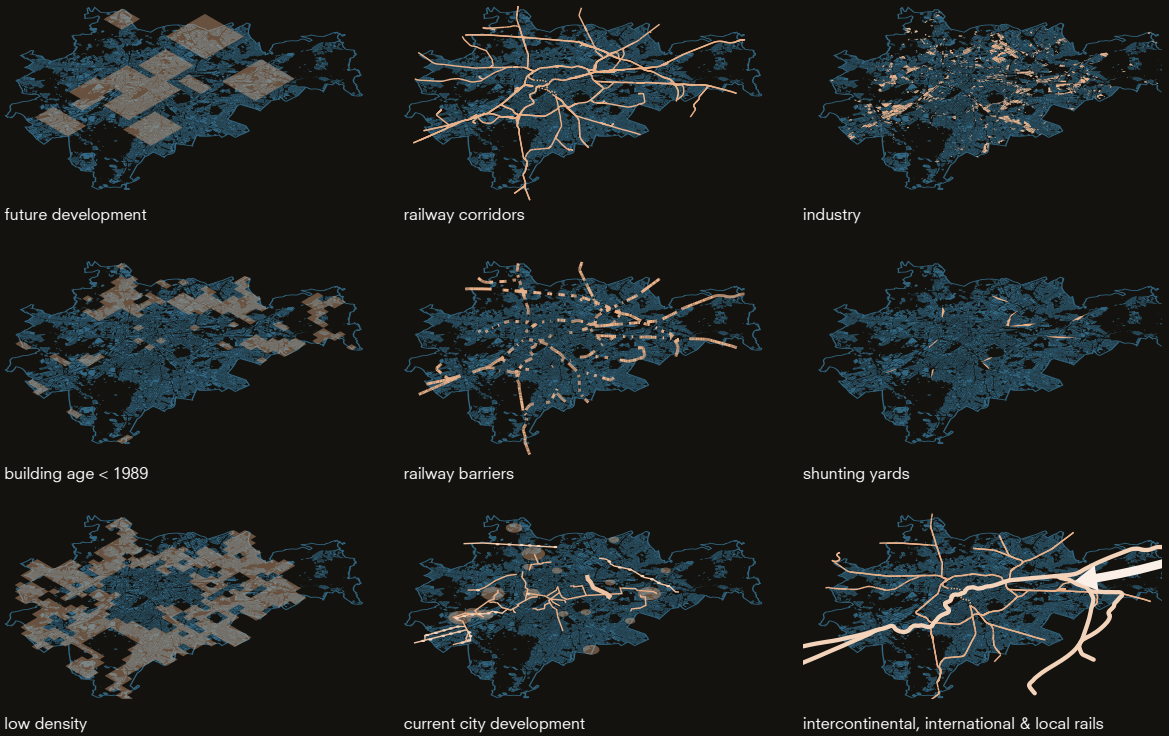 future development
railway corridors
industry
building age < 1989
railway barriers
shunting yards
low density
current city development
intercontinental, international & local rails